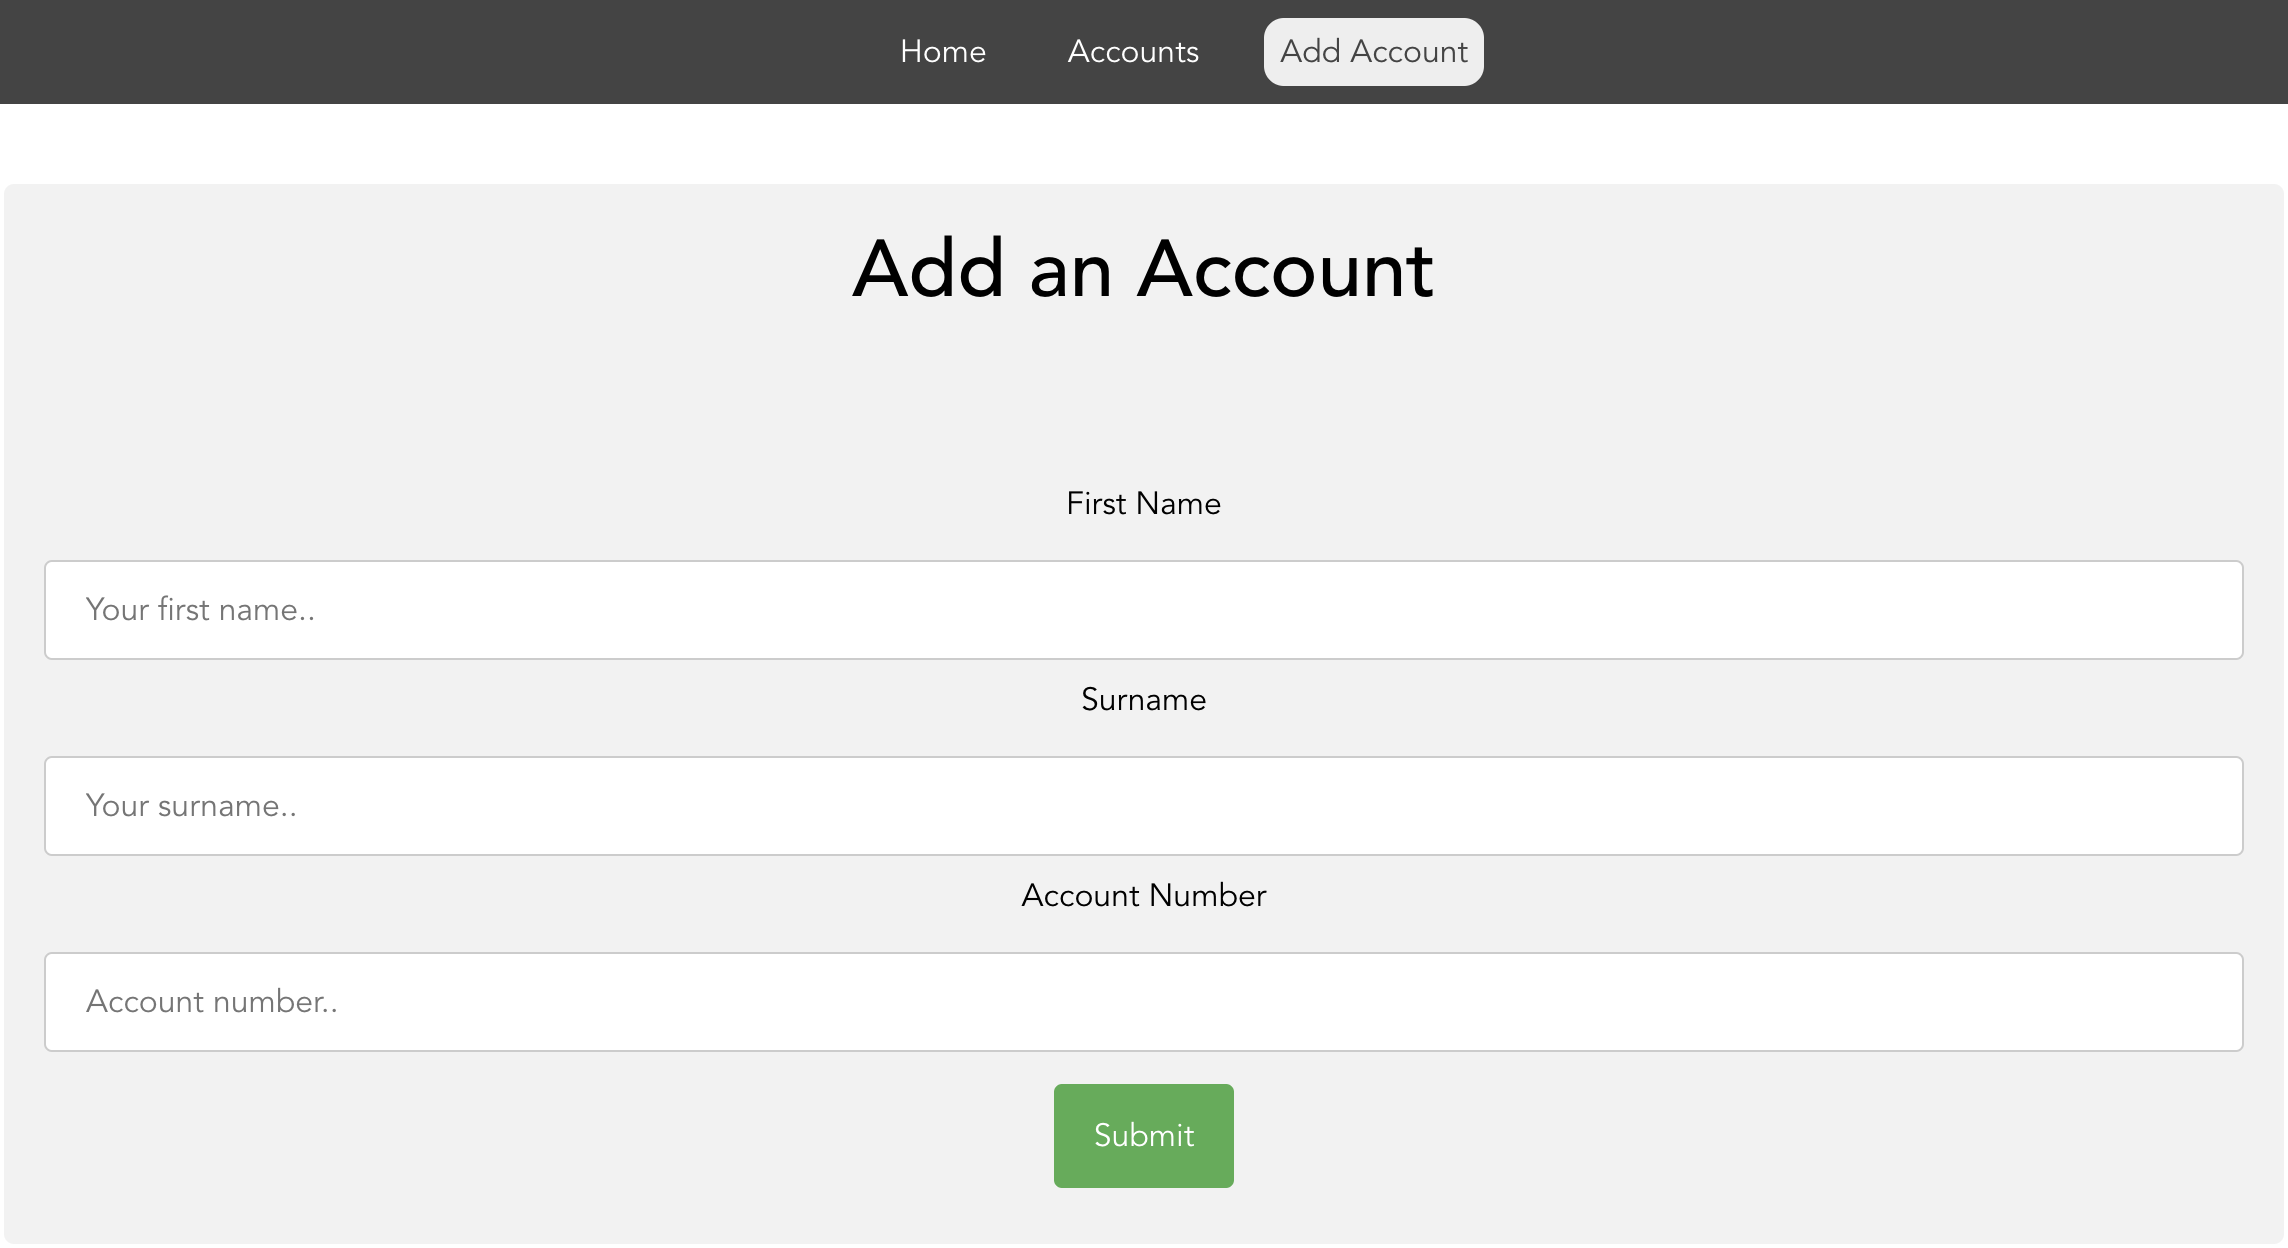 Home Accounts Add Account
Add an Account
First Name
Your first name..
Surname
Your surname..
Account Number
Account number..
Submit